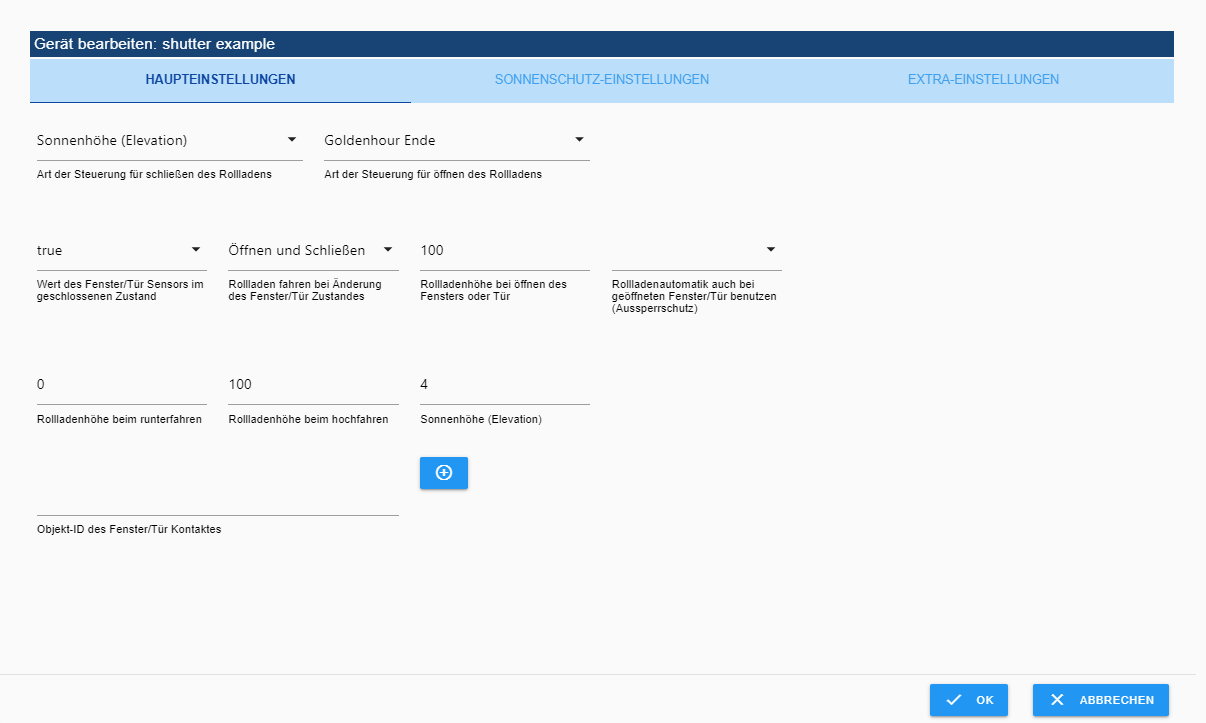 Gerät bearbeiten: shutter example
HAUPTEINSTELLUNGEN
SONNENSCHUTZ-EINSTELLUNGEN
EXTRA-EINSTELLUNGEN
Sonnenhöhe (Elevation)
Goldenhour Ende
Art der Steuerung für schließen des Rollladens
Art der Steuerung für öffnen des Rollladens
true
Öffnen und Schließen
100
Wert des Fenster/Tür Sensors im
geschlossenen Zustand
Rollladen fahren bei Änderung
des Fenster/Tür Zustandes
Rollladenhöhe bei öffnen des
Fensters oder Tür
Rollladenautomatik auch bei
geöffneten Fenster/Tür benutzen
(Aussperrschutz)
0
100
4
Rollladenhöhe beim runterfahren
Rollladenhöhe beim hochfahren
Sonnenhöhe (Elevation)
Objekt-ID des Fenster/Tür Kontaktes
OK
ABBRECHEN